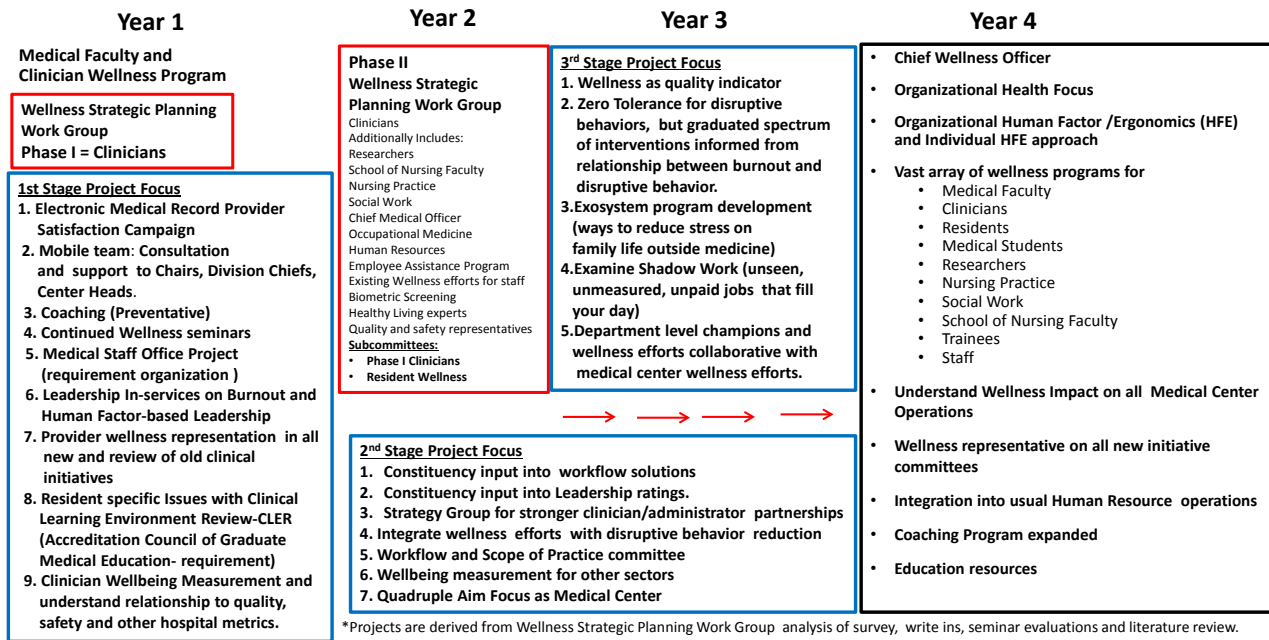 Year 1
Medical Faculty and
Clinician Wellness Program
Wellness Strategic Planning
Work Group
Phase I = Clinicians
1st Stage Project Focus
1. Electronic Medical Record Provider
Satisfaction Campaign
2. Mobile team: Consultation
and support to Chairs, Division Chiefs,
Center Heads.
3. Coaching (Preventative)
4. Continued Wellness seminars
5. Medical Staff Office Project
(requirement organization )
6. Leadership In-services on Burnout and
Human Factor-based Leadership
7. Provider wellness representation in all
new and review of old clinical
initiatives
8. Resident specific Issues with Clinical
Learning Environment Review-CLER
(Accreditation Council of Graduate
Medical Education- requirement)
9. Clinician Wellbeing Measurement and
understand relationship to quality,
safety and other hospital metrics.
Year 2
Phase II
Wellness Strategic
Planning Work Group
Clinicians
Additionally Includes:
Researchers
School of Nursing Faculty
Nursing Practice
Social Work
Chief Medical Officer
Occupational Medicine
Human Resources
Employee Assistance Program
Existing Wellness efforts for staff
Biometric Screening
Healthy Living experts
Quality and safety representatives
Subcommittees:
• Phase I Clinicians
• Resident Wellness
Year 3
3rd Stage Project Focus
1. Wellness as quality indicator
2. Zero Tolerance for disruptive
behaviors, but graduated spectrum
of interventions informed from
relationship between burnout and
disruptive behavior.
3.Exosystem program development
(ways to reduce stress on
family life outside medicine)
4.Examine Shadow Work (unseen,
unmeasured, unpaid jobs that fill
your day)
5.Department level champions and
wellness efforts collaborative with
medical center wellness efforts.
2nd Stage Project Focus
1. Constituency input into workflow solutions
2. Constituency input into Leadership ratings.
3. Strategy Group for stronger clinician/administrator partnerships
4. Integrate wellness efforts with disruptive behavior reduction
5. Workflow and Scope of Practice committee
6. Wellbeing measurement for other sectors
7. Quadruple Aim Focus as Medical Center
Year 4
• Chief Wellness Officer
• Organizational Health Focus
• Organizational Human Factor /Ergonomics (HFE)
and Individual HFE approach
• Vast array of wellness programs for
• Medical Faculty
• Clinicians
• Residents
• Medical Students
• Researchers
• Nursing Practice
• Social Work
• School of Nursing Faculty
• Trainees
• Staff
• Understand Wellness Impact on all Medical Center
Operations
• Wellness representative on all new initiative
committees
• Integration into usual Human Resource operations
• Coaching Program expanded
• Education resources
*Projects are derived from Wellness Strategic Planning Work Group analysis of survey, write ins, seminar evaluations and literature review.